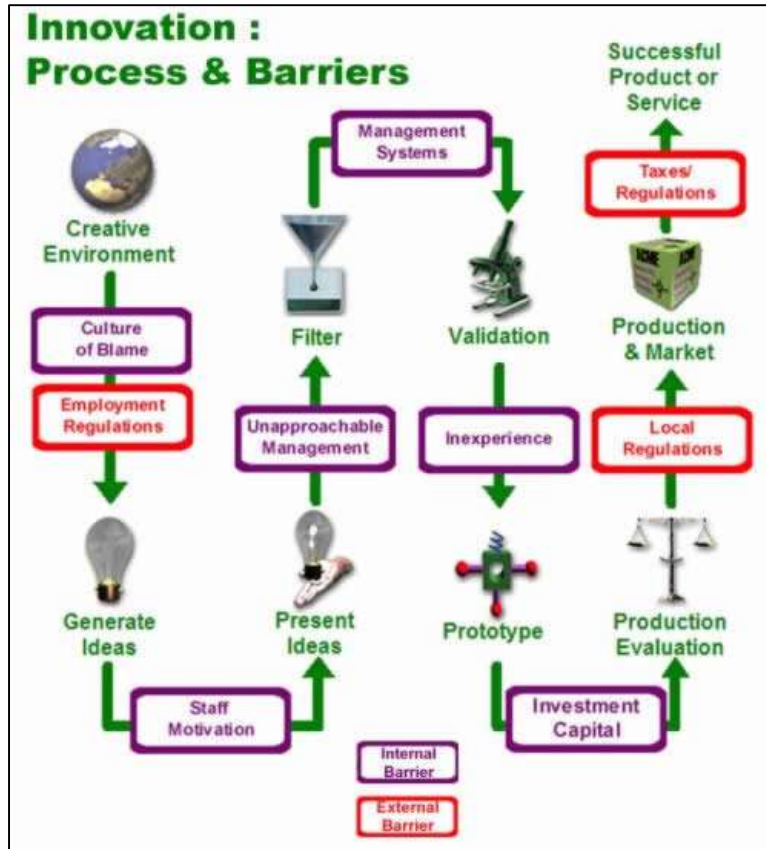 Innovation :
Process & Barriers
Creative
Environment
Culture
of Blame
Employment
Regulations
Generate
Ideas
Staff
Motivation
Present
Ideas
Unapproachable
Management
Filter
Management
Systems
Validation
Inexperience
Prototype
Investment
Capital
Production
Evaluation
Local
Regulations
Production
& Market
ACME
ACME
Taxes/
Regulations
Successful
Product or
Service
Internal
Barrier
External
Barrier